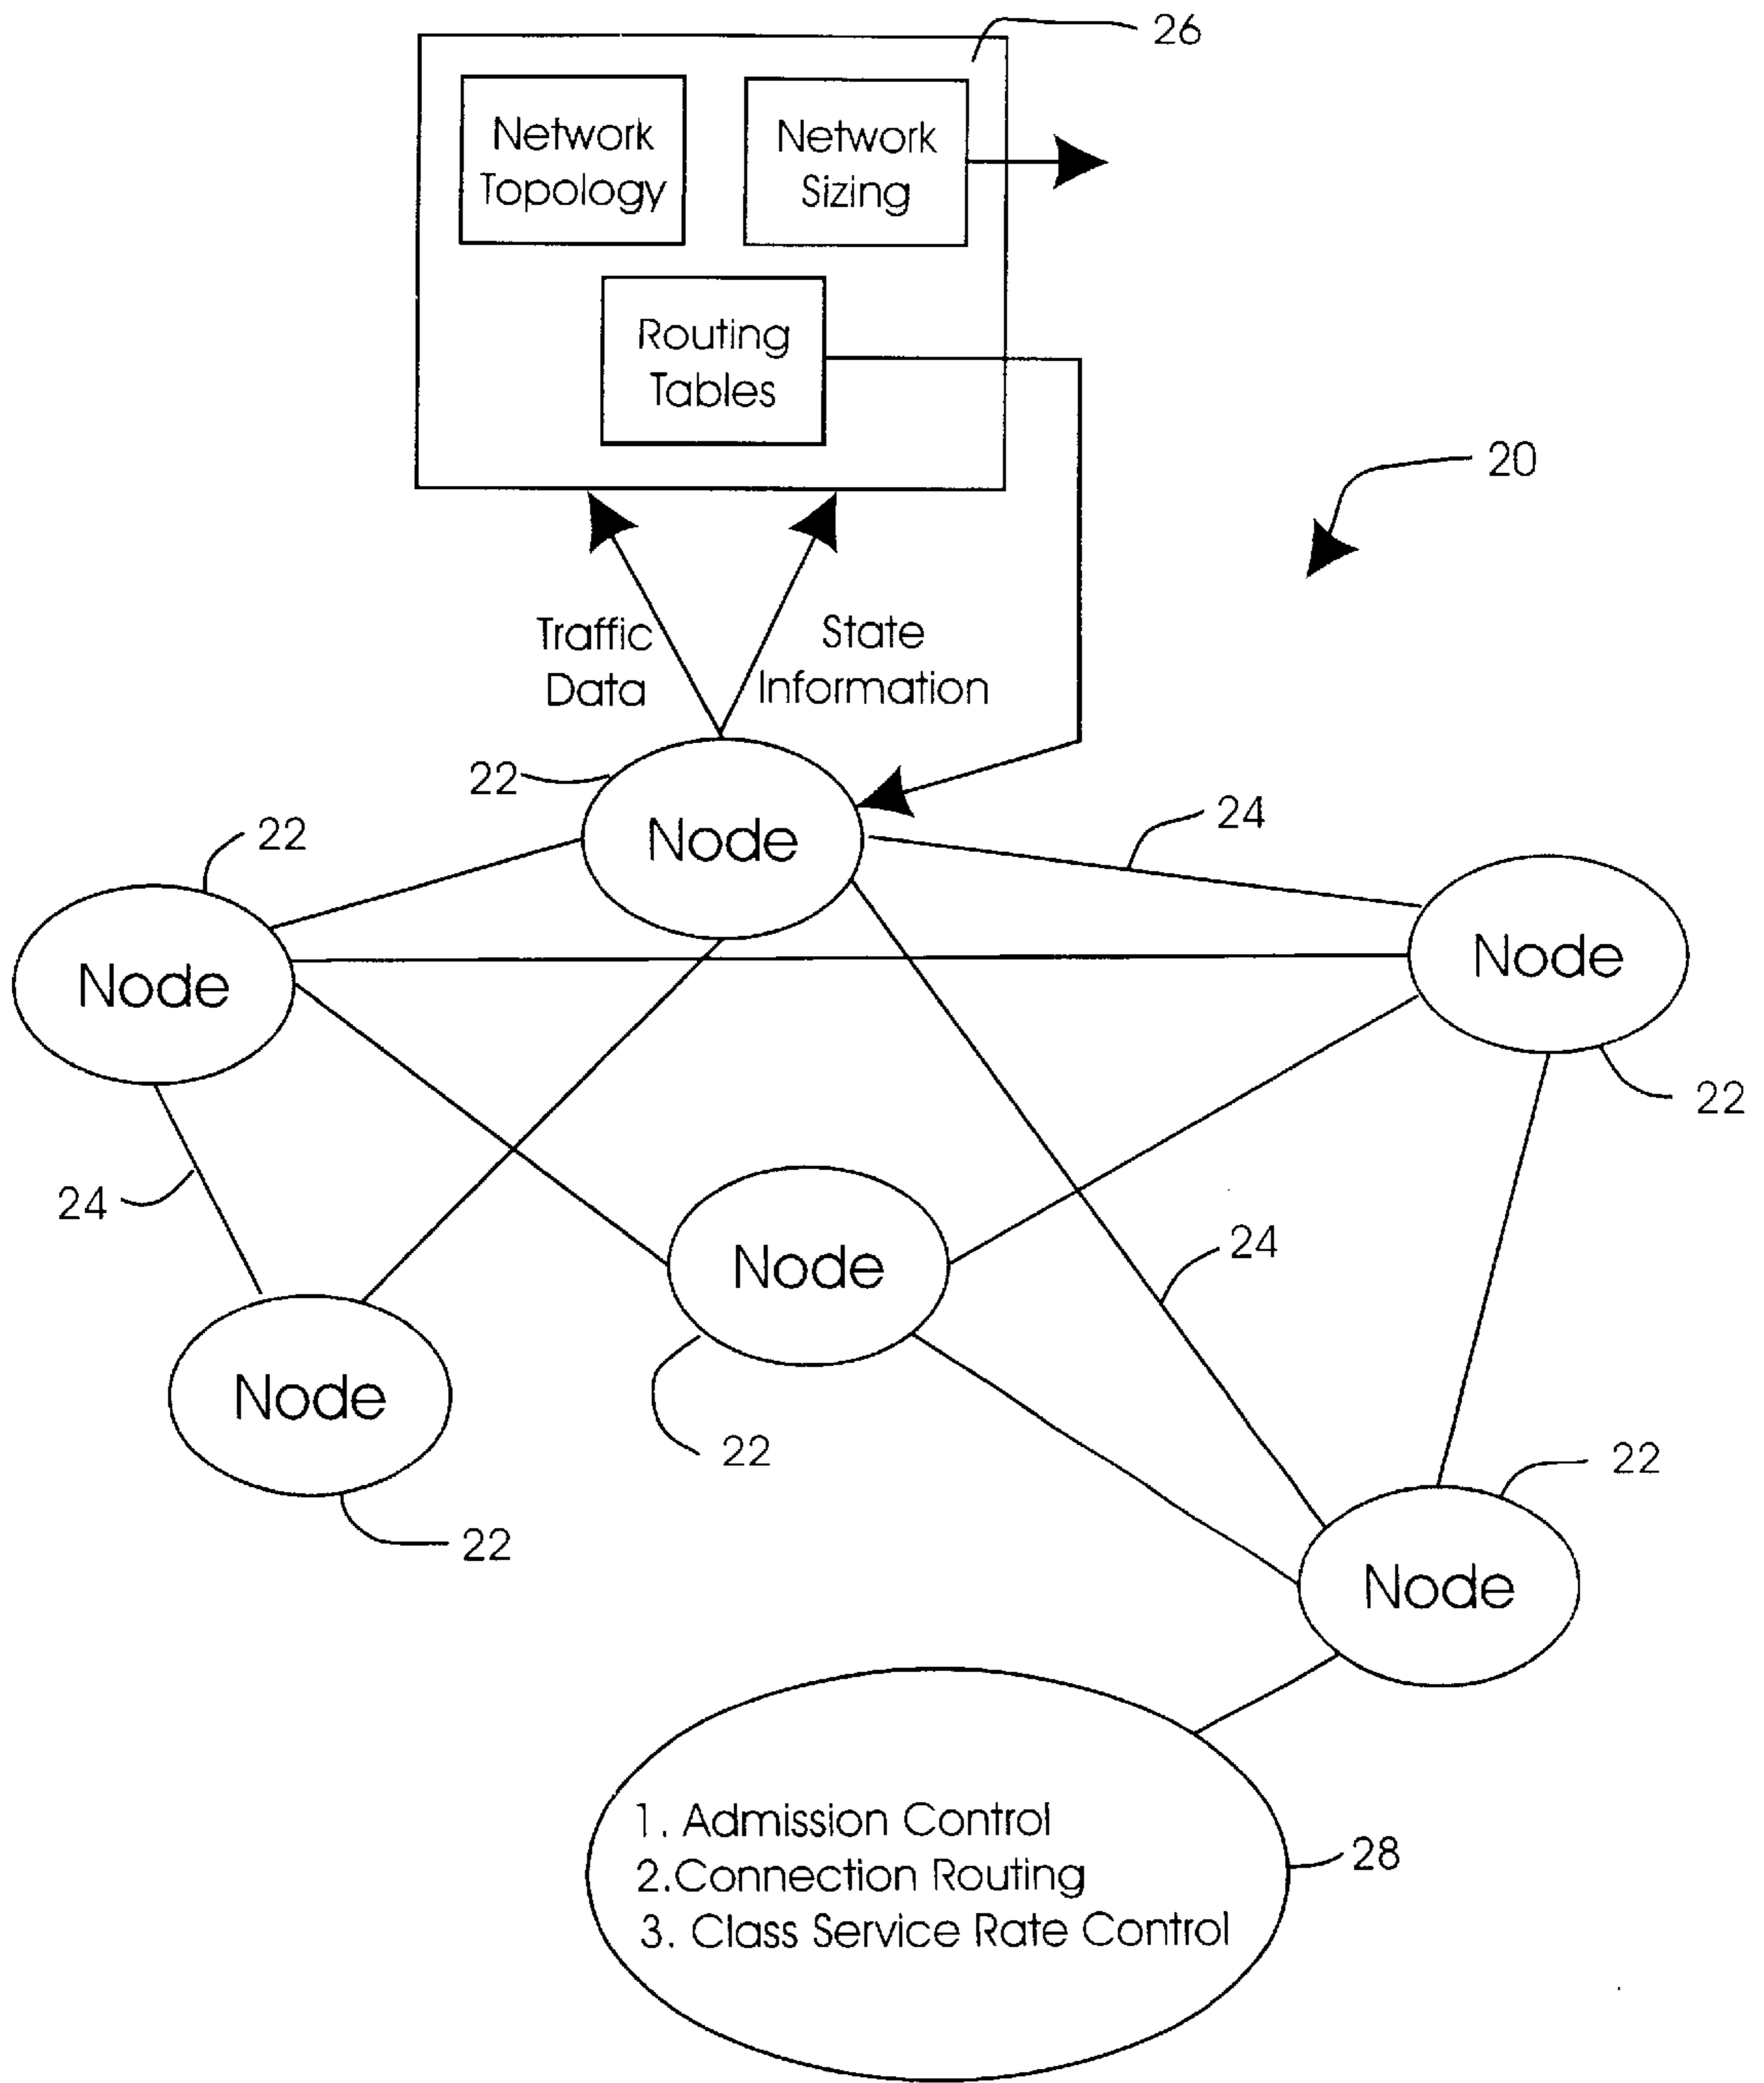 26
Network
Topology
Network
Sizing
Routing
Tables
20
Traffic
Data
State
Information
22
Node
24
22
Node
Node
22
24
Node
24
Node
22
22
22
Node
22
1. Admission Control
2.Connection Routing
3. Class Service Rate Control
28